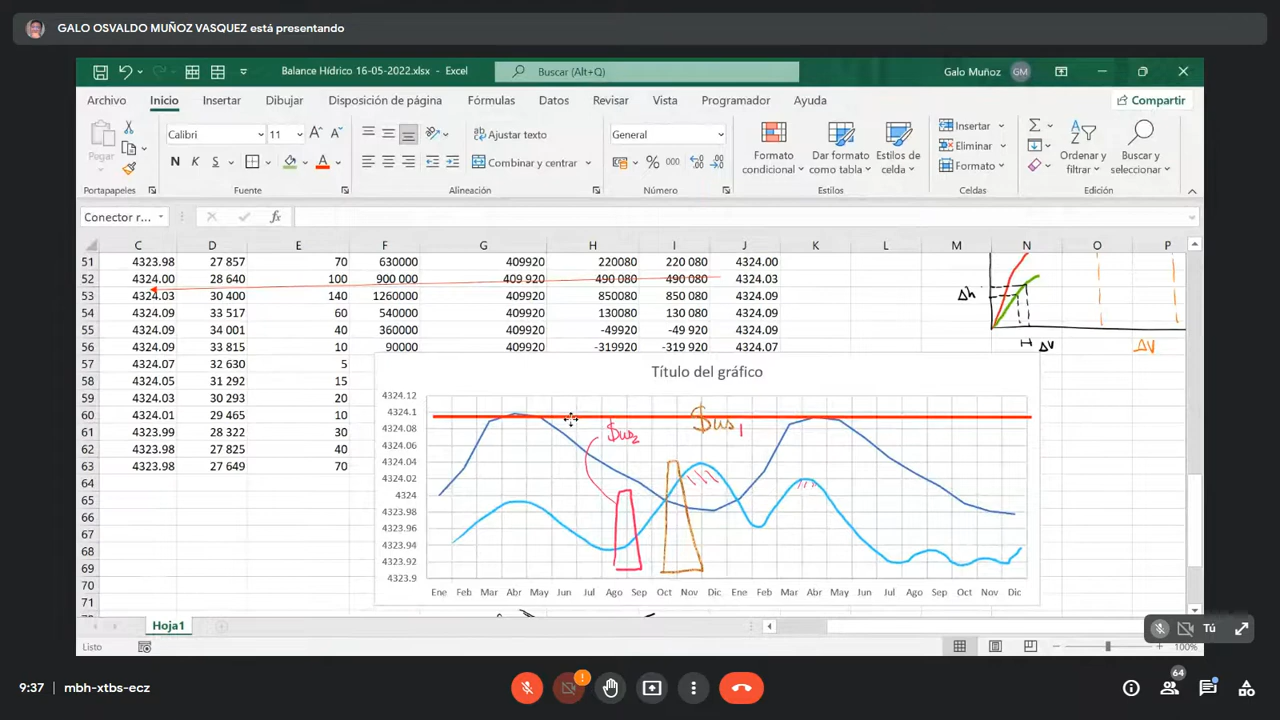 GALO OSVALDO MUÑOZ VASQUEZ está presentando
Balance Hídrico 16-05-2022.xlsx - Excel
Buscar (Alt+Q)
Galo Muñoz GM
Archivo Inicio Insertar Dibujar Disposición de página Fórmulas Datos Revisar Vista Programador Ayuda Compartir
Pegar
Calibri 11
N K S
Ajustar texto
Combinar y centrar
General
% 000
Formato condicional
Dar formato como tabla
Estilos de celda
Insertar
Eliminar
Formato
Ordenar y filtrar
Buscar y seleccionar
Portapapeles Fuente Alineación Número Estilos Celdas Edición
Conector r... fx
C D E F G H I J K L M N O P
51 4323.98 27 857 70 630000 409920 220080 220 080 4324.00
52 4324.00 28 640 100 900 000 409 920 490 080 490 080 4324.03
53 4324.03 30 400 140 1260000 409920 850080 850 080 4324.09
54 4324.09 33 517 60 540000 409920 130080 130 080 4324.09
55 4324.09 34 001 40 360000 409920 -49920 -49 920 4324.09
56 4324.09 33 815 10 90000 409920 -319920 -319 920 4324.07
57 4324.07 32 630 5
58 4324.05 31 292 15
59 4324.03 30 293 20
60 4324.01 29 465 10
61 4323.99 28 322 30
62 4323.98 27 825 40
63 4323.98 27 649 70
64
65
66
67
68
69
70
71
Δh
ΔV
ΔV
Título del gráfico
4324.12
4324.1
4324.08
4324.06
4324.04
4324.02
4324
4323.98
4323.96
4323.94
4323.92
4323.9
$us2
$us1
Ene Feb Mar Abr May Jun Jul Ago Sep Oct Nov Dic Ene Feb Mar Abr May Jun Jul Ago Sep Oct Nov Dic
Hoja1
Tú
Listo
100%
9:37 mbh-xtbs-ecz
64